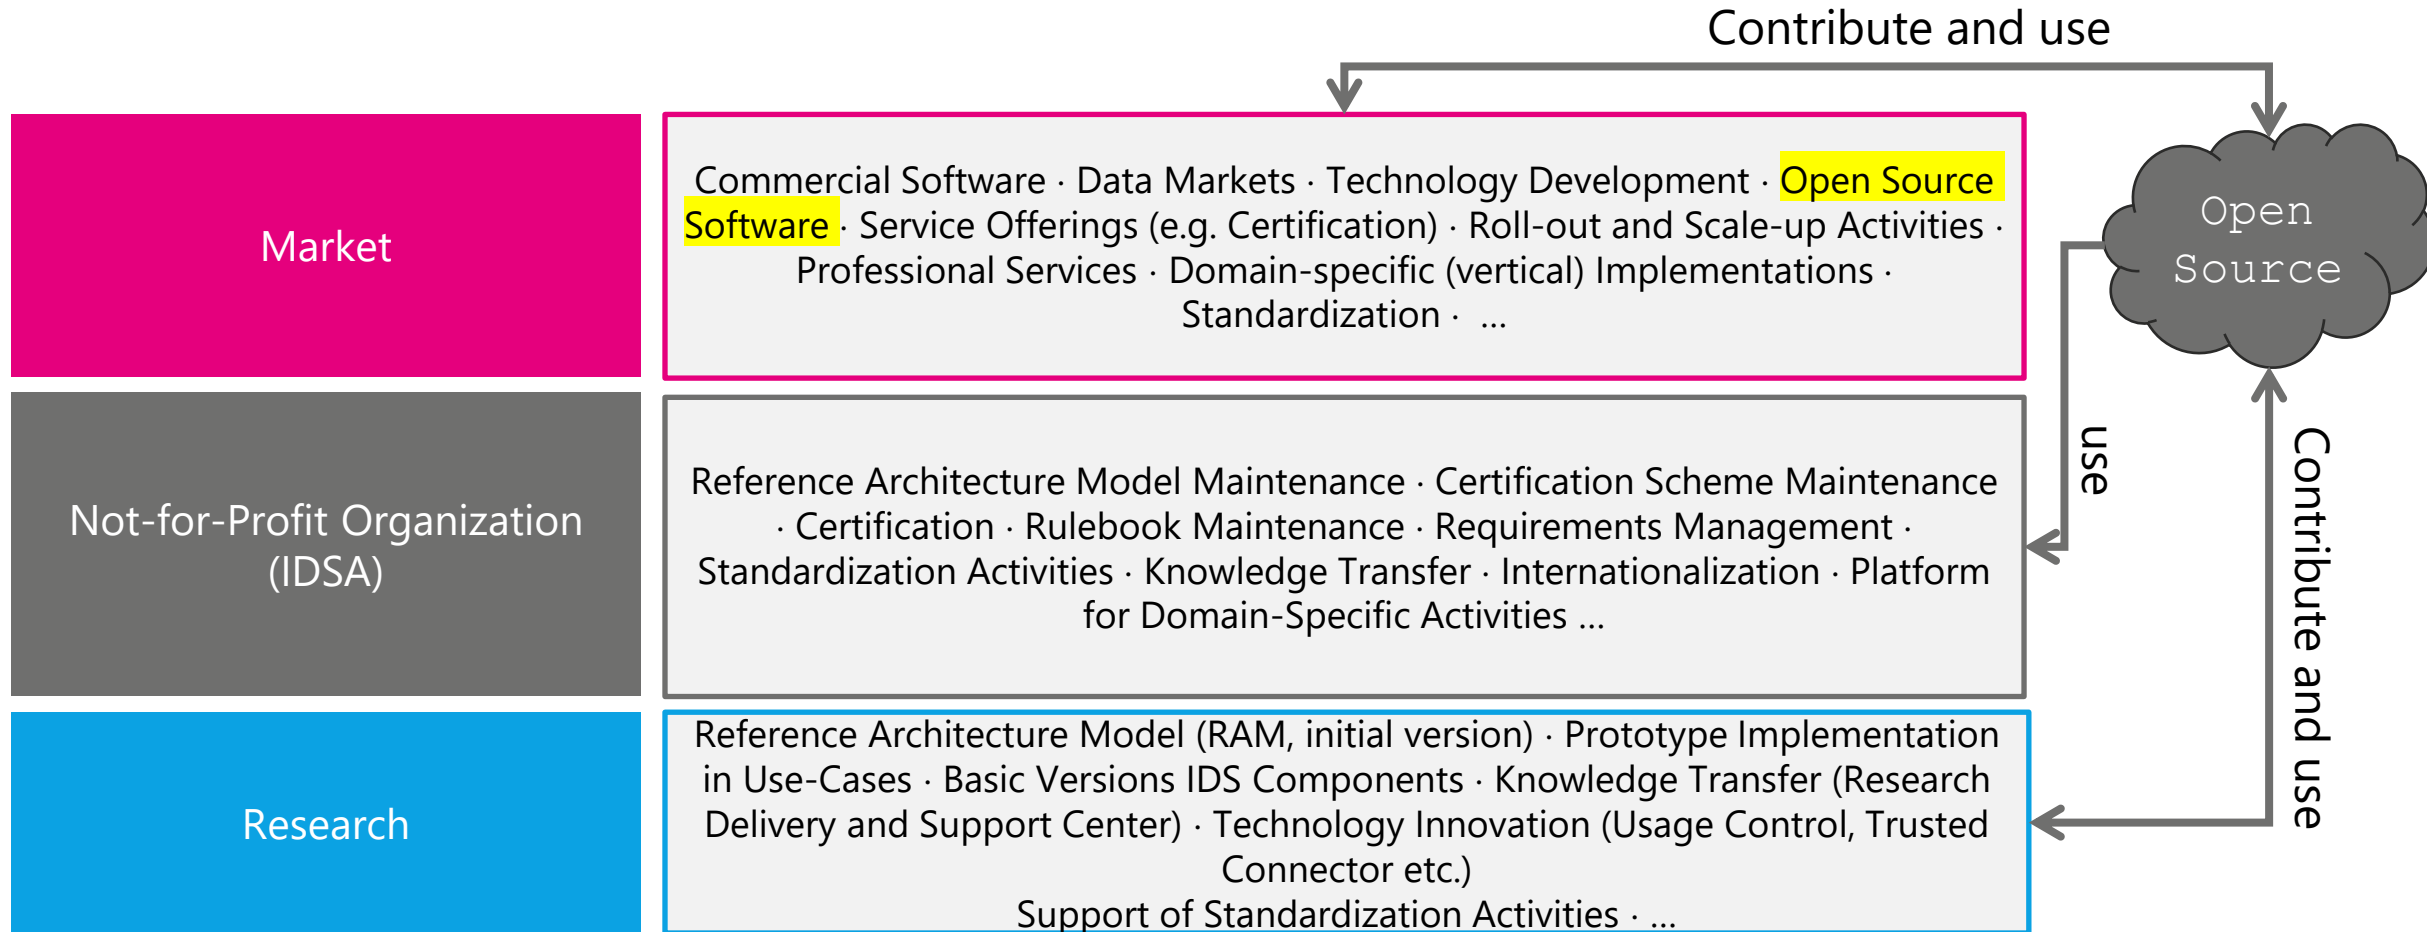 Contribute and use
Market
Commercial Software · Data Markets · Technology Development · Open Source
Software · Service Offerings (e.g. Certification) · Roll-out and Scale-up Activities ·
Professional Services · Domain-specific (vertical) Implementations ·
Standardization · ...
Open
Source
Not-for-Profit Organization
(IDSA)
Reference Architecture Model Maintenance · Certification Scheme Maintenance
· Certification · Rulebook Maintenance · Requirements Management ·
Standardization Activities · Knowledge Transfer · Internationalization · Platform
for Domain-Specific Activities ...
use
Contribute and use
Research
Reference Architecture Model (RAM, initial version) · Prototype Implementation
in Use-Cases · Basic Versions IDS Components · Knowledge Transfer (Research
Delivery and Support Center) · Technology Innovation (Usage Control, Trusted
Connector etc.)
Support of Standardization Activities · ...